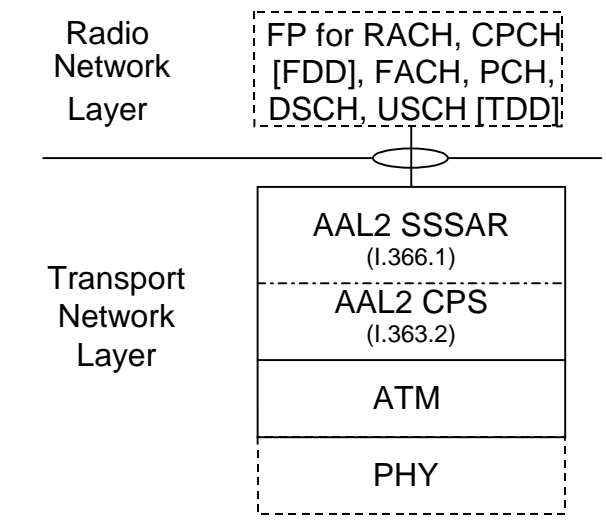 Radio
Network
Layer
FP for RACH, CPCH
[FDD], FACH, PCH,
DSCH, USCH [TDD]
Transport
Network
Layer
AAL2 SSSAR
(I.366.1)
AAL2 CPS
(I.363.2)
ATM
PHY